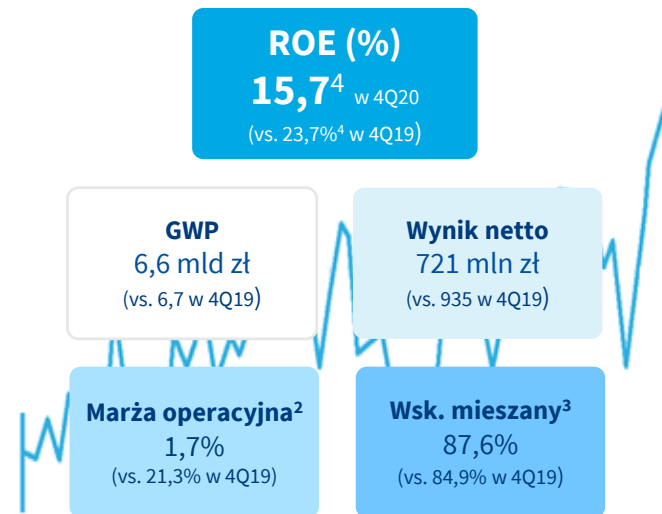 ROE (%)
15,7⁴ w 4Q20
(vs. 23,7%⁴ w 4Q19)
GWP
6,6 mld zł
(vs. 6,7 w 4Q19)
Wynik netto
721 mln zł
(vs. 935 w 4Q19)
Marża operacyjna²
1,7%
(vs. 21,3% w 4Q19)
Wsk. mieszany³
87,6%
(vs. 84,9% w 4Q19)